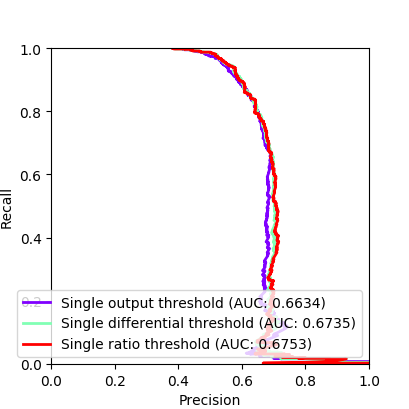 1.0
0.8
0.6
0.4
0.2
0.0
Recall
Single output threshold (AUC: 0.6634)
Single differential threshold (AUC: 0.6735)
Single ratio threshold (AUC: 0.6753)
0.0 0.2 0.4 0.6 0.8 1.0
Precision